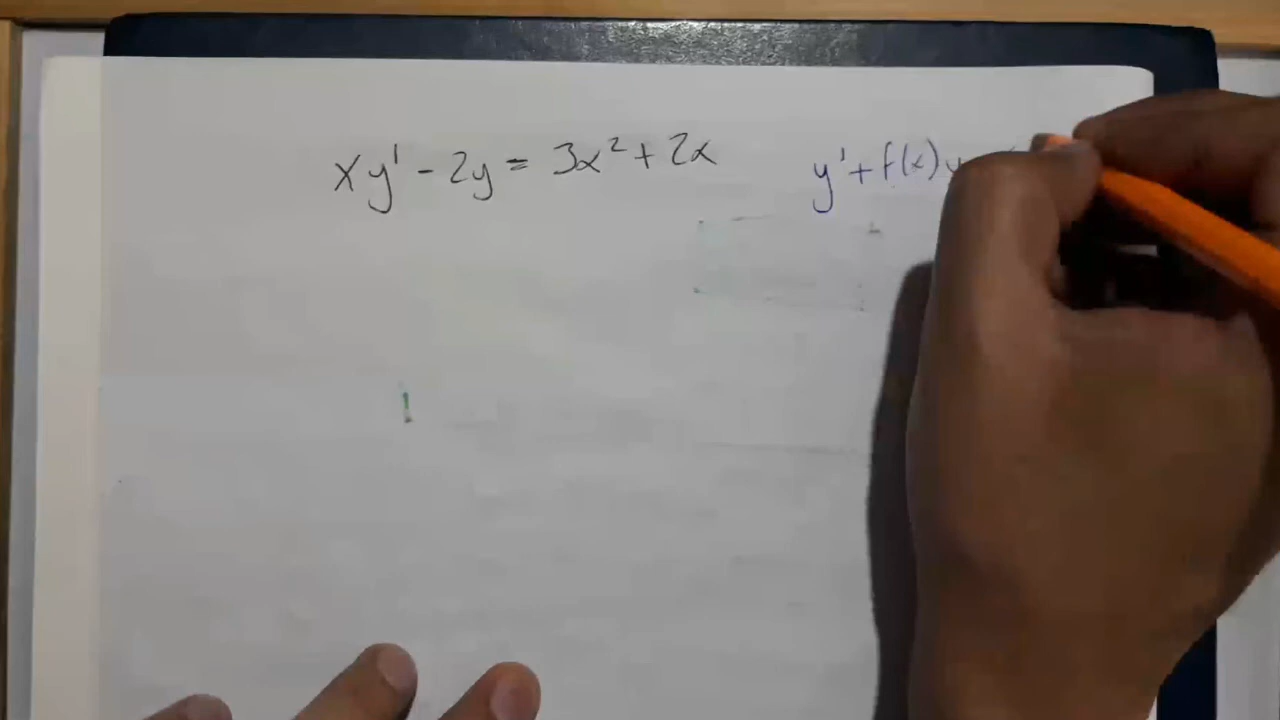 xy' - 2y = 3x² + 2x
y' + f(x)y